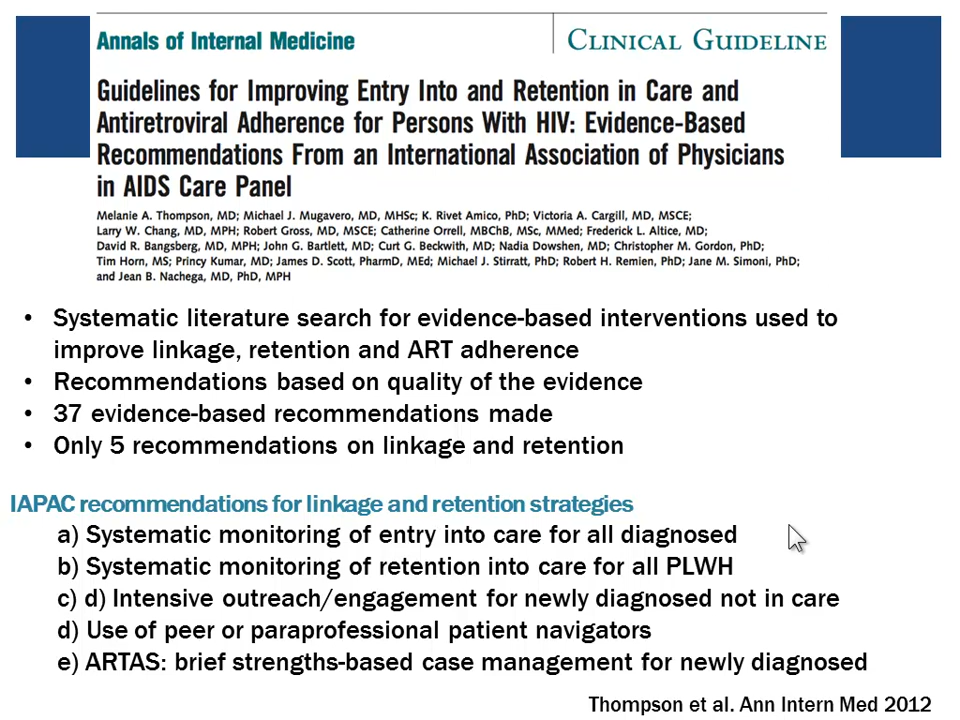 Annals of Internal Medicine
CLINICAL GUIDELINE
Guidelines for Improving Entry Into and Retention in Care and
Antiretroviral Adherence for Persons With HIV: Evidence-Based
Recommendations From an International Association of Physicians
in AIDS Care Panel
Melanie A. Thompson, MD; Michael J. Mugavero, MD, MHSc; K. Rivet Amico, PhD; Victoria A. Cargill, MD, MSCE;
Larry W. Chang, MD, MPH; Robert Gross, MD, MSCE; Catherine Orrell, MBChB, MSc, MMed; Frederick L. Altice, MD;
David R. Bangsberg, MD, MPH; John G. Bartlett, MD; Curt G. Beckwith, MD; Nadia Dowshen, MD; Christopher M. Gordon, PhD;
Tim Horn, MS; Princy Kumar, MD; James D. Scott, PharmD, MEd; Michael J. Stirratt, PhD; Robert H. Remien, PhD; Jane M. Simoni, PhD;
and Jean B. Nachega, MD, PhD, MPH
• Systematic literature search for evidence-based interventions used to
improve linkage, retention and ART adherence
• Recommendations based on quality of the evidence
• 37 evidence-based recommendations made
• Only 5 recommendations on linkage and retention
IAPAC recommendations for linkage and retention strategies
a) Systematic monitoring of entry into care for all diagnosed
b) Systematic monitoring of retention into care for all PLWH
c) d) Intensive outreach/engagement for newly diagnosed not in care
d) Use of peer or paraprofessional patient navigators
e) ARTAS: brief strengths-based case management for newly diagnosed
Thompson et al. Ann Intern Med 2012